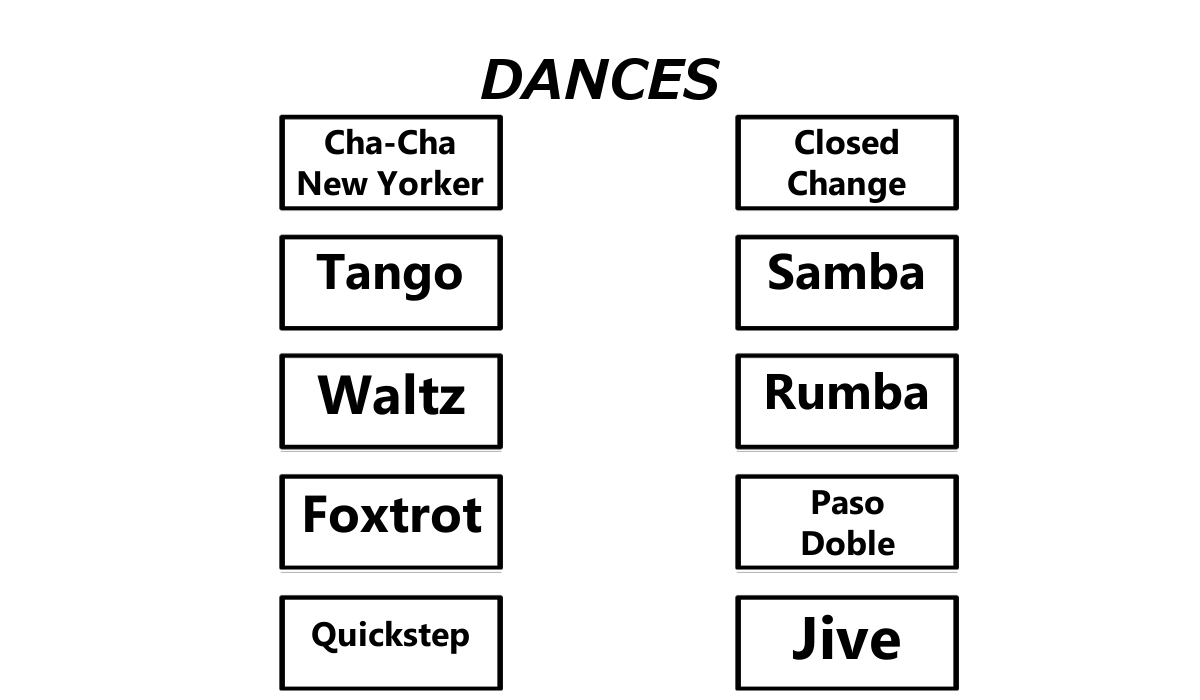 DANCES
Cha-Cha
New Yorker
Closed
Change
Tango
Samba
Waltz
Rumba
Foxtrot
Paso
Doble
Quickstep
Jive